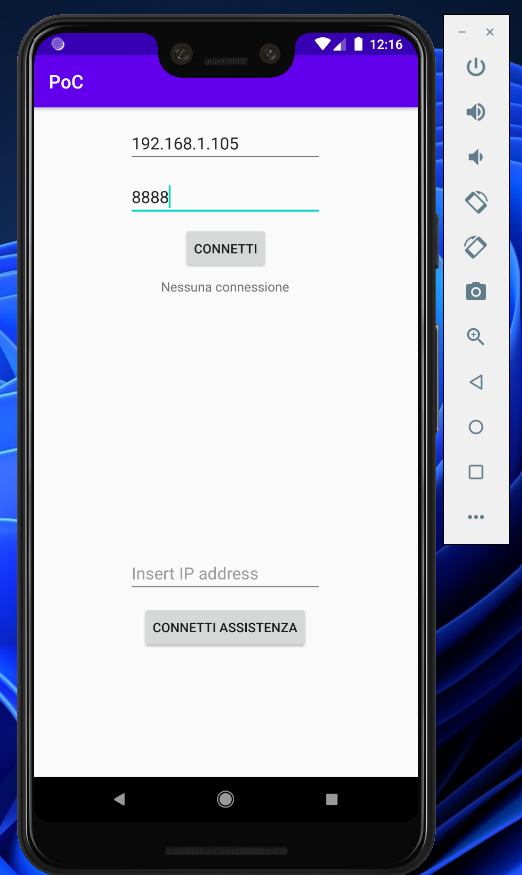 12:16
PoC
192.168.1.105
8888
CONNETTI
Nessuna connessione
Insert IP address
CONNETTI ASSISTENZA